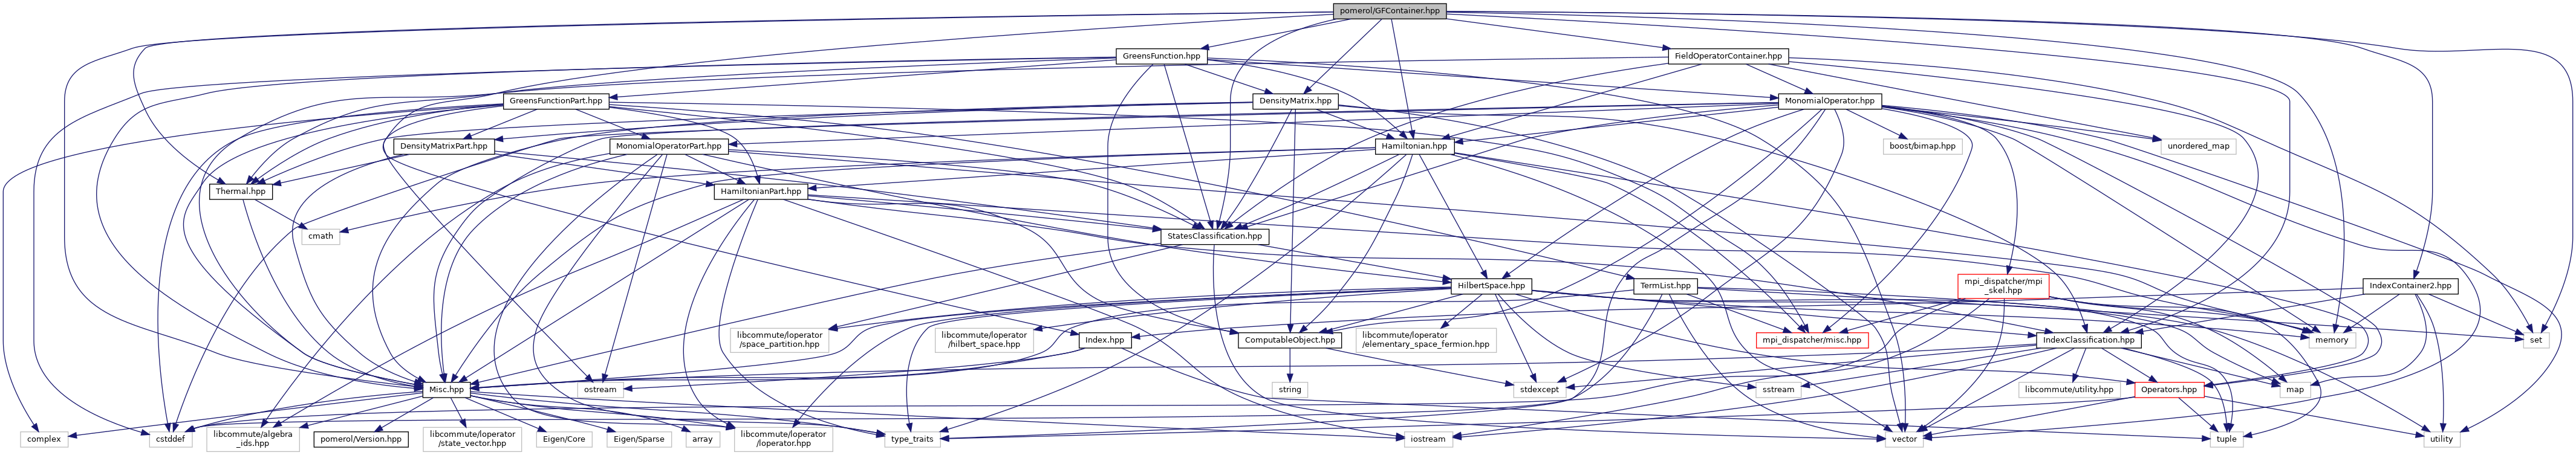 pomerol/GFContainer.hpp
GreensFunction.hpp
FieldOperatorContainer.hpp
GreensFunctionPart.hpp
DensityMatrix.hpp
MonomialOperator.hpp
DensityMatrixPart.hpp
MonomialOperatorPart.hpp
Hamiltonian.hpp
boost/bimap.hpp
unordered_map
Thermal.hpp
HamiltonianPart.hpp
cmath
StatesClassification.hpp
HilbertSpace.hpp
TermList.hpp
mpi_dispatcher/mpi
_skel.hpp
IndexContainer2.hpp
libcommute/loperator
/space_partition.hpp
libcommute/loperator
/hilbert_space.hpp
Index.hpp
ComputableObject.hpp
libcommute/loperator
/elementary_space_fermion.hpp
mpi_dispatcher/misc.hpp
IndexClassification.hpp
memory
set
Misc.hpp
ostream
string
stdexcept
sstream
libcommute/utility.hpp
Operators.hpp
map
complex
cstddef
libcommute/algebra
_ids.hpp
pomerol/Version.hpp
libcommute/loperator
/state_vector.hpp
Eigen/Core
Eigen/Sparse
array
libcommute/loperator
/loperator.hpp
type_traits
iostream
vector
tuple
utility